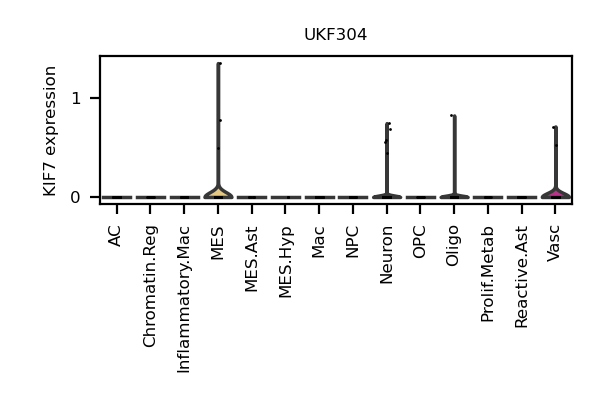 UKF304
KIF7 expression
1
0
AC
Chromatin.Reg
Inflammatory.Mac
MES
MES.Ast
MES.Hyp
Mac
NPC
Neuron
OPC
Oligo
Prolif.Metab
Reactive.Ast
Vasc